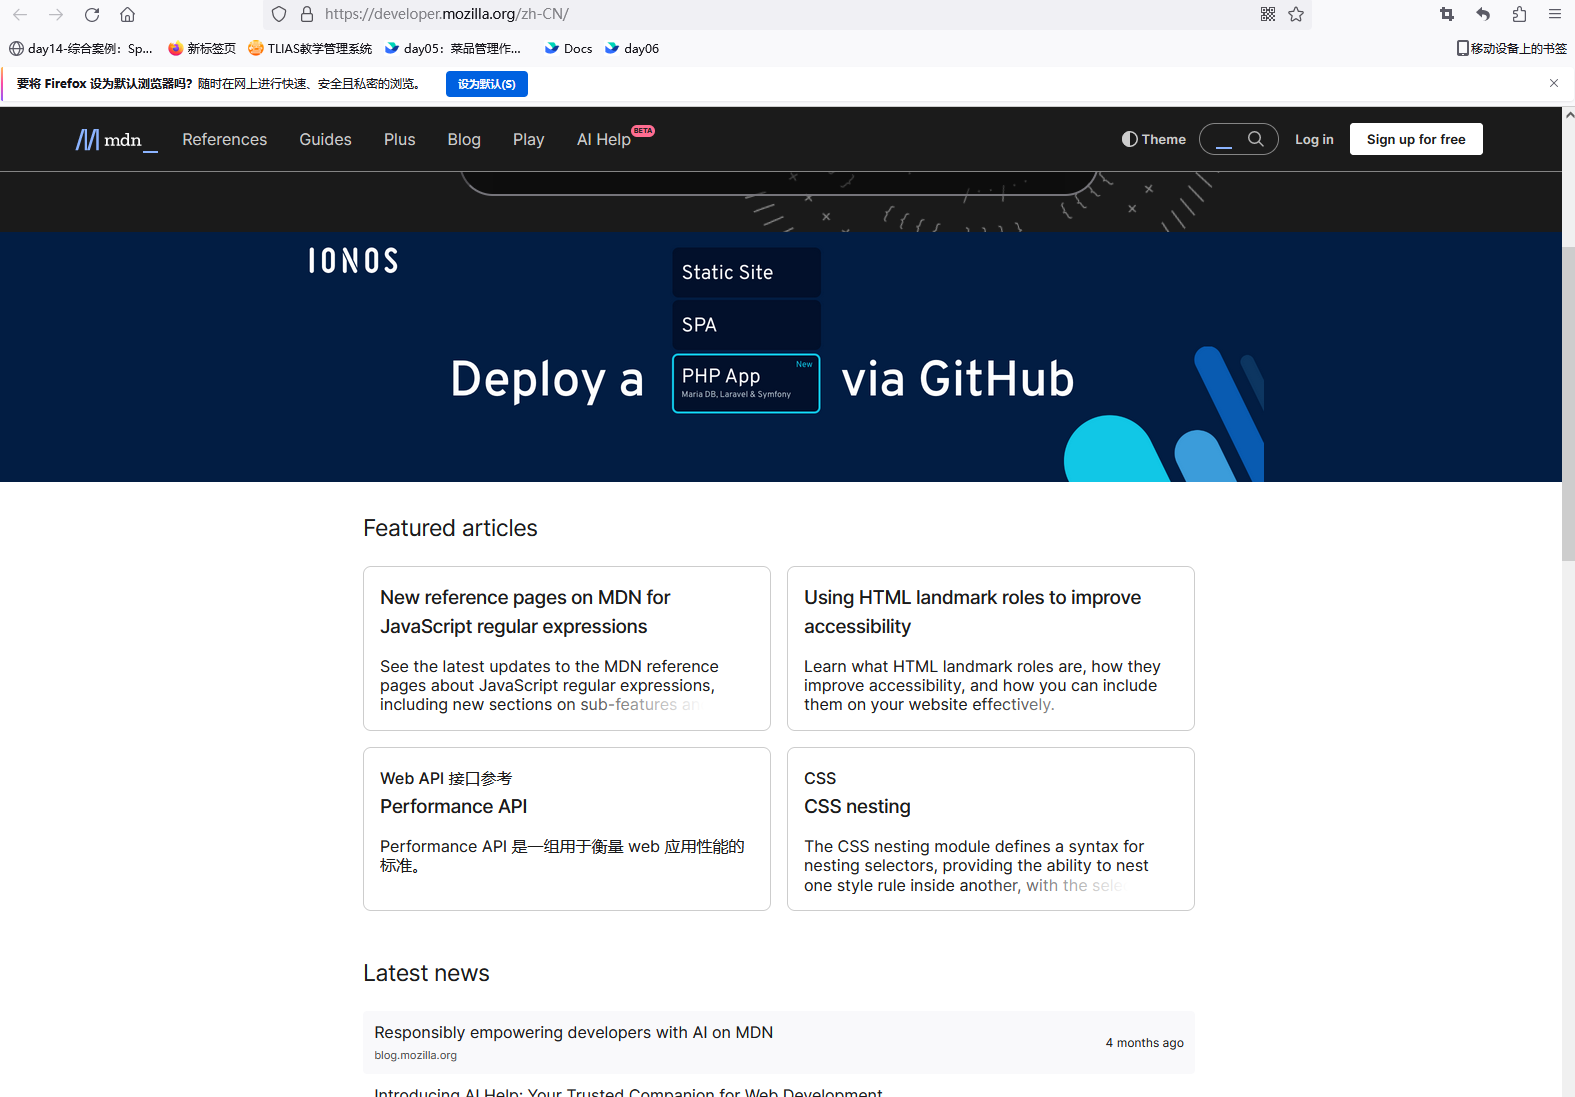 https://developer.mozilla.org/zh-CN/
day14-综合案例：Sp...
新标签页
TLIAS教学管理系统
day05：菜品管理作...
Docs
day06
移动设备上的书签
要将 Firefox 设为默认浏览器吗？随时在网上进行快速、安全且私密的浏览。
设为默认(S)
mdn_
References
Guides
Plus
Blog
Play
AI Help BETA
Theme
Log in
Sign up for free
IONOS
Static Site
SPA
Deploy a
PHP App New
Maria DB, Laravel & Symfony
via GitHub
Featured articles
New reference pages on MDN for
JavaScript regular expressions
See the latest updates to the MDN reference
pages about JavaScript regular expressions,
including new sections on sub-features an
Using HTML landmark roles to improve
accessibility
Learn what HTML landmark roles are, how they
improve accessibility, and how you can include
them on your website effectively.
Web API 接口参考
Performance API
Performance API 是一组用于衡量 web 应用性能的
标准。
CSS
CSS nesting
The CSS nesting module defines a syntax for
nesting selectors, providing the ability to nest
one style rule inside another, with the sele
Latest news
Responsibly empowering developers with AI on MDN
blog.mozilla.org
4 months ago
Introducing AI Help: Your Trusted Companion for Web Development